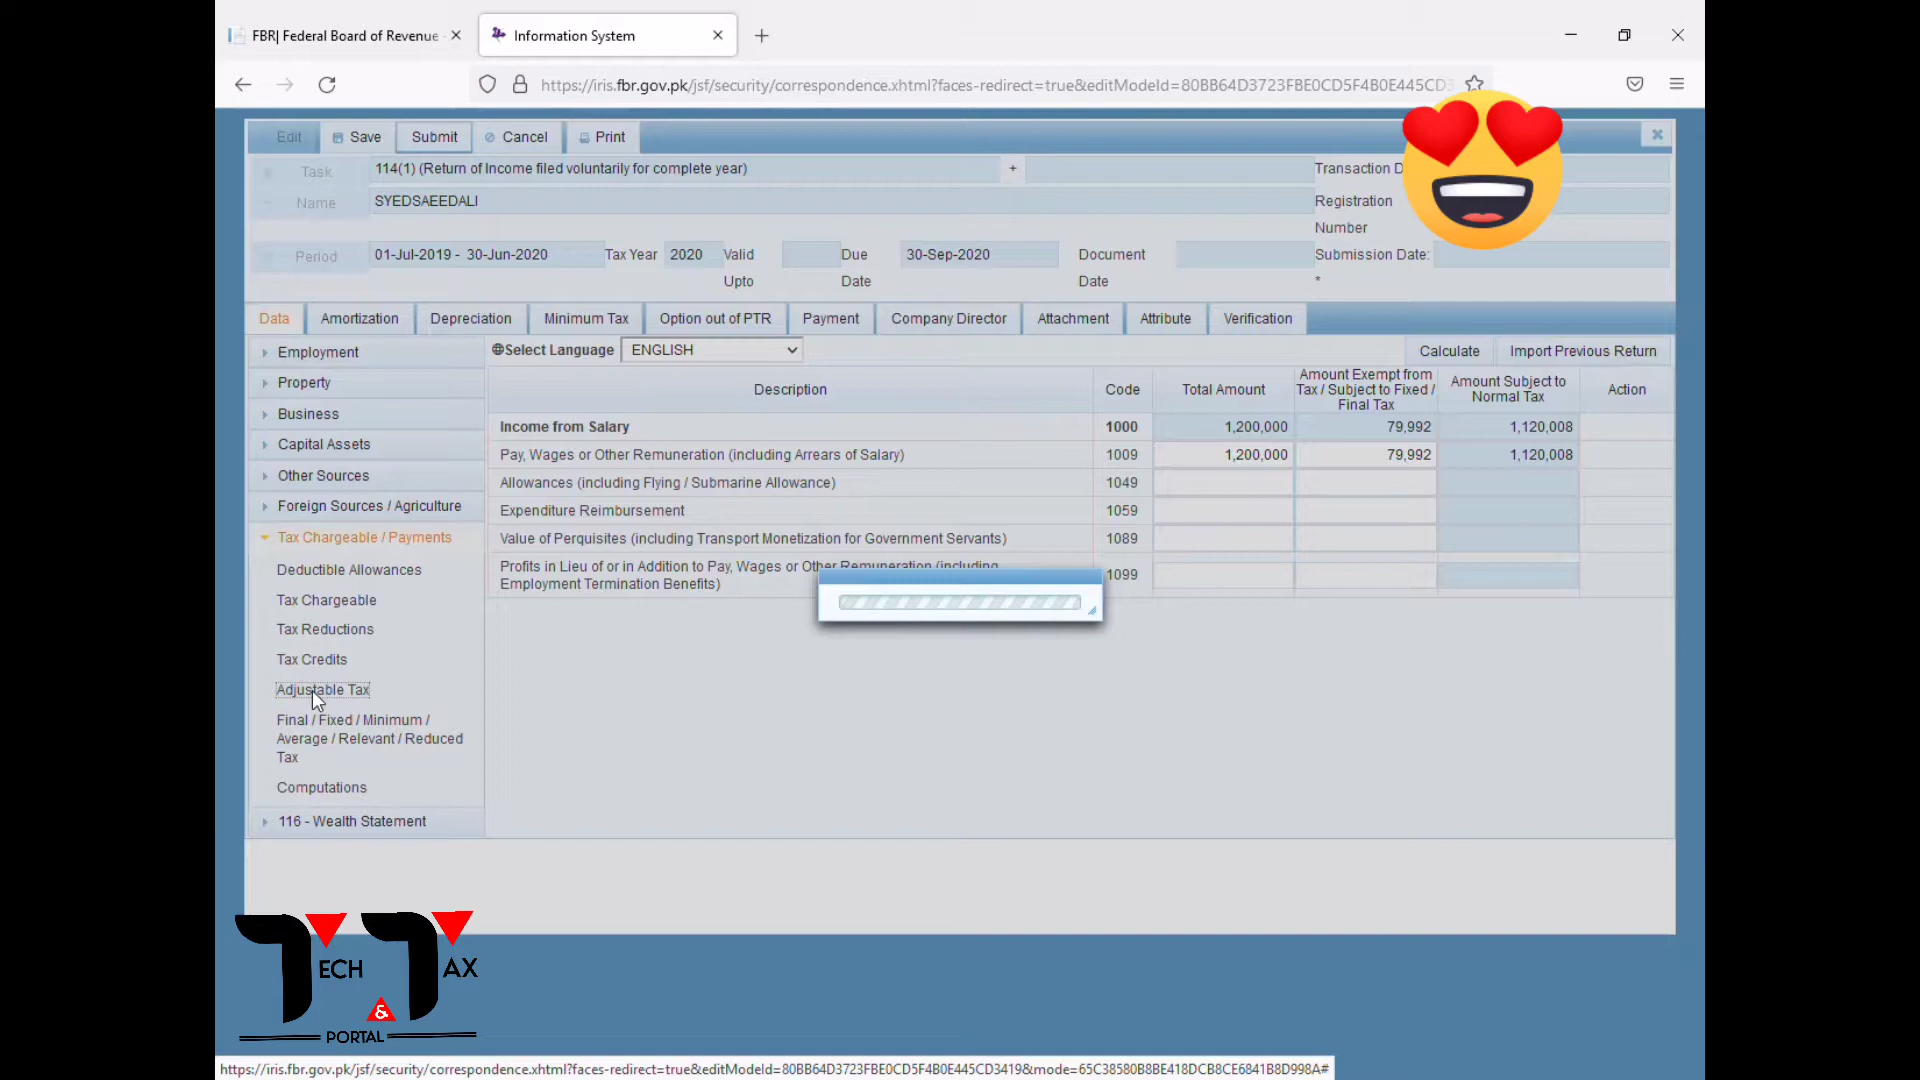 FBR| Federal Board of Revenue
Information System
https://iris.fbr.gov.pk/jsf/security/correspondence.xhtml?faces-redirect=true&editModeId=80BB64D3723FBE0CD5F4B0E445CD3
Edit Save Submit Cancel Print
Task 114(1) (Return of Income filed voluntarily for complete year) + Transaction D
Name SYEDSAEEDALI Registration
Number
Period 01-Jul-2019 - 30-Jun-2020 Tax Year 2020 Valid Due 30-Sep-2020 Document Submission Date:
Upto Date Date *
Data Amortization Depreciation Minimum Tax Option out of PTR Payment Company Director Attachment Attribute Verification
Employment
Property
Business
Capital Assets
Other Sources
Foreign Sources / Agriculture
Tax Chargeable / Payments
Deductible Allowances
Tax Chargeable
Tax Reductions
Tax Credits
Adjustable Tax
Final / Fixed / Minimum /
Average / Relevant / Reduced
Tax
Computations
116 - Wealth Statement
Select Language ENGLISH Calculate Import Previous Return
Description Code Total Amount Amount Exempt from Tax / Subject to Fixed / Final Tax Amount Subject to Normal Tax Action
Income from Salary 1000 1,200,000 79,992 1,120,008
Pay, Wages or Other Remuneration (including Arrears of Salary) 1009 1,200,000 79,992 1,120,008
Allowances (including Flying / Submarine Allowance) 1049
Expenditure Reimbursement 1059
Value of Perquisites (including Transport Monetization for Government Servants) 1089
Profits in Lieu of or in Addition to Pay, Wages or Other Remuneration (including
Employment Termination Benefits) 1099
TECH & TAX
PORTAL
https://iris.fbr.gov.pk/jsf/security/correspondence.xhtml?faces-redirect=true&editModeId=80BB64D3723FBE0CD5F4B0E445CD3419&mode=65C38580B8BE418DCB8CE6841B8D998A#